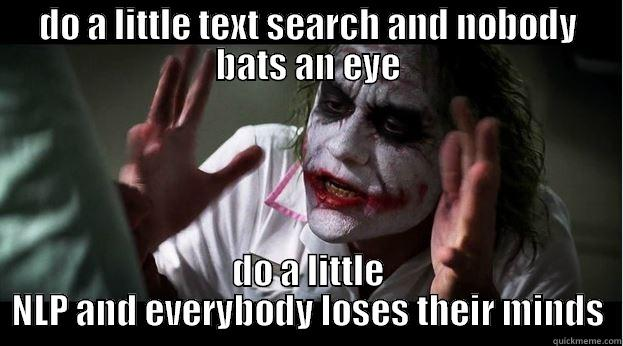 do a little text search and nobody
bats an eye
do a little
NLP and everybody loses their minds
quickmeme.com